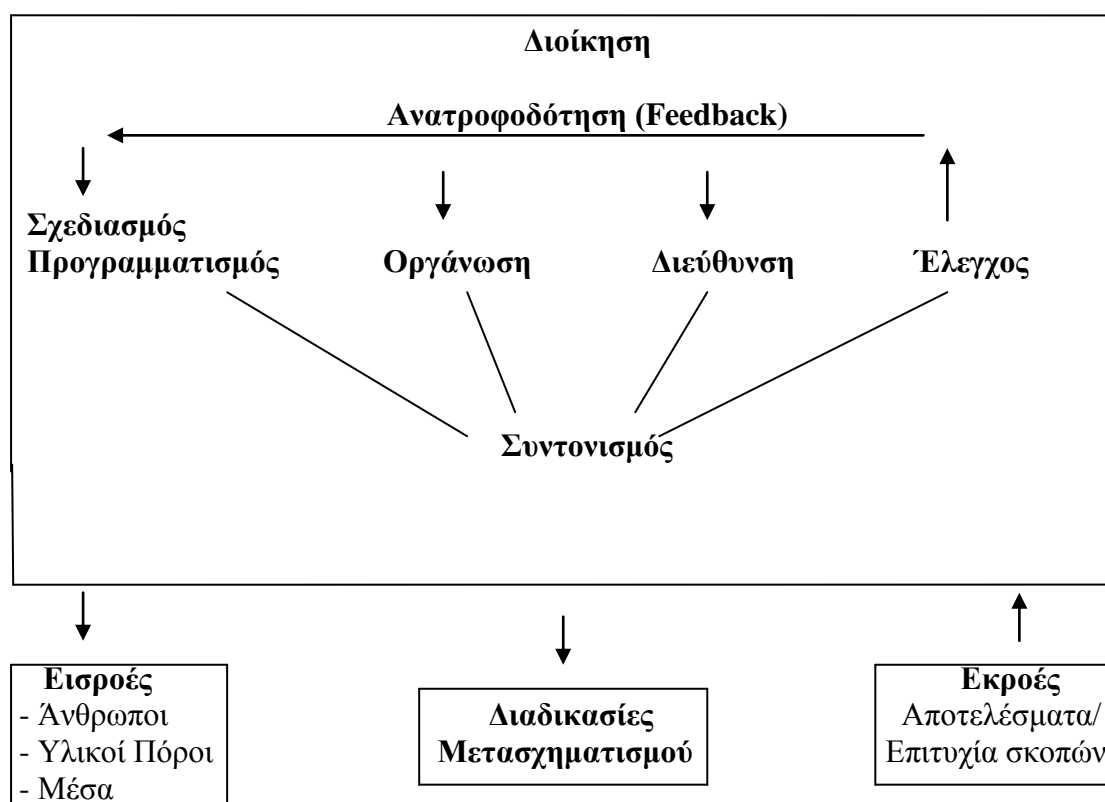 Διοίκηση
Ανατροφοδότηση (Feedback)
Σχεδιασμός
Προγραμματισμός
Οργάνωση
Διεύθυνση
Έλεγχος
Συντονισμός
Εισροές
- Άνθρωποι
- Υλικοί Πόροι
- Μέσα
Διαδικασίες
Μετασχηματισμού
Εκροές
Αποτελέσματα/
Επιτυχία σκοπών